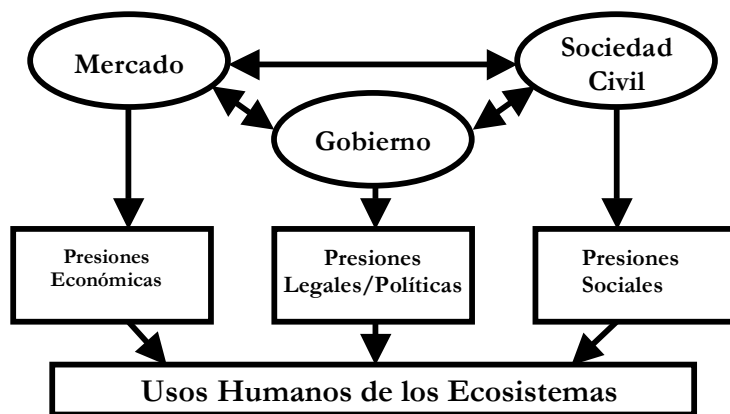 Mercado
Sociedad
Civil
Gobierno
Presiones
Económicas
Presiones
Legales/Políticas
Presiones
Sociales
Usos Humanos de los Ecosistemas